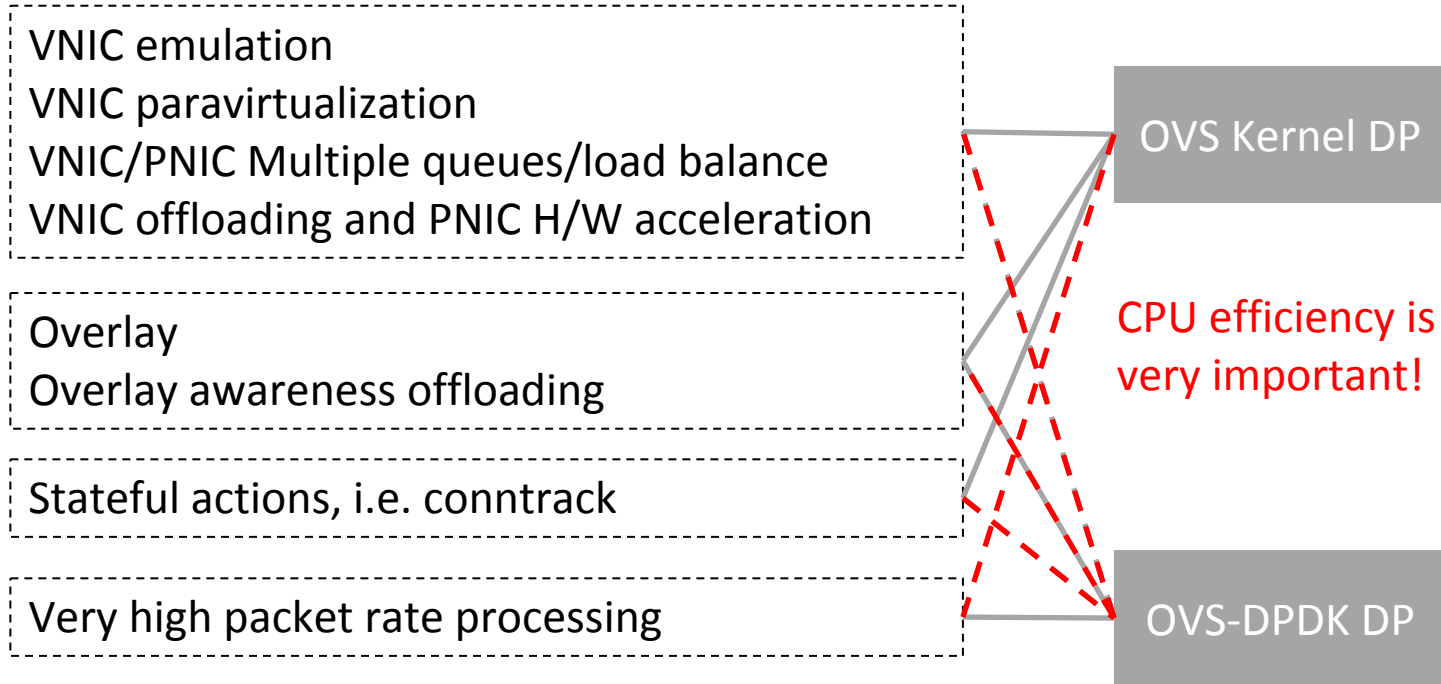 VNIC emulation
VNIC paravirtualization
VNIC/PNIC Multiple queues/load balance
VNIC offloading and PNIC H/W acceleration
OVS Kernel DP
Overlay
Overlay awareness offloading
CPU efficiency is
very important!
Stateful actions, i.e. conntrack
Very high packet rate processing
OVS-DPDK DP